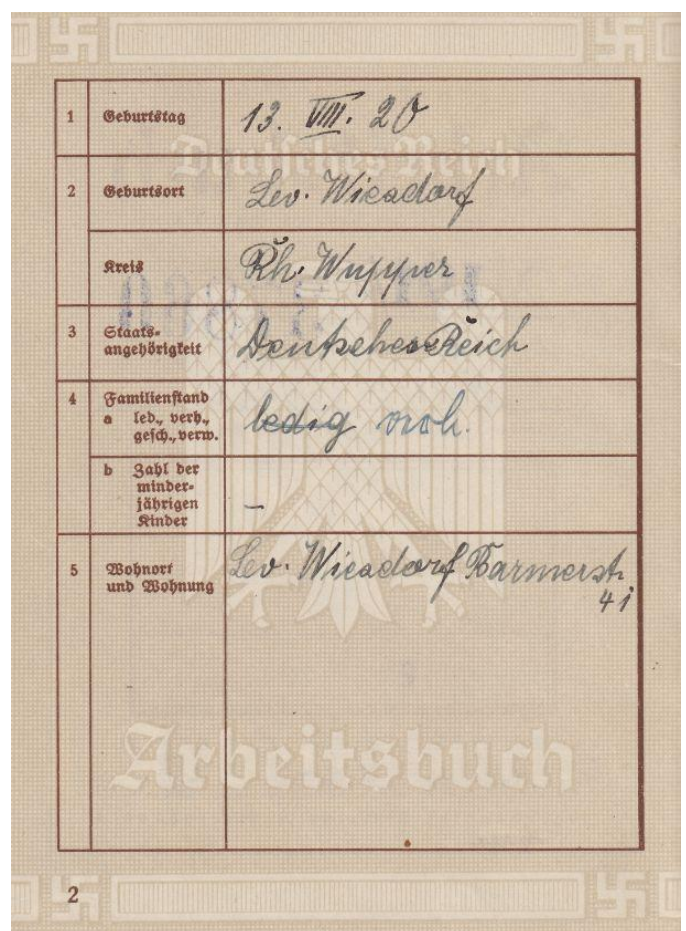 1 Geburtstag 13. VIII. 20
Deutsches Reich
2 Geburtsort Lev. Wiesdorf
Kreis Rh. Wupper
3 Staats-
angehörigkeit Deutsches Reich
4 Familienstand
a led., verh.,
gesch., verw. ledig verh.
b Zahl der
minder-
jährigen
Kinder –
5 Wohnort
und Wohnung Lev. Wiesdorf Barmerstr.
41
Arbeitsbuch
2